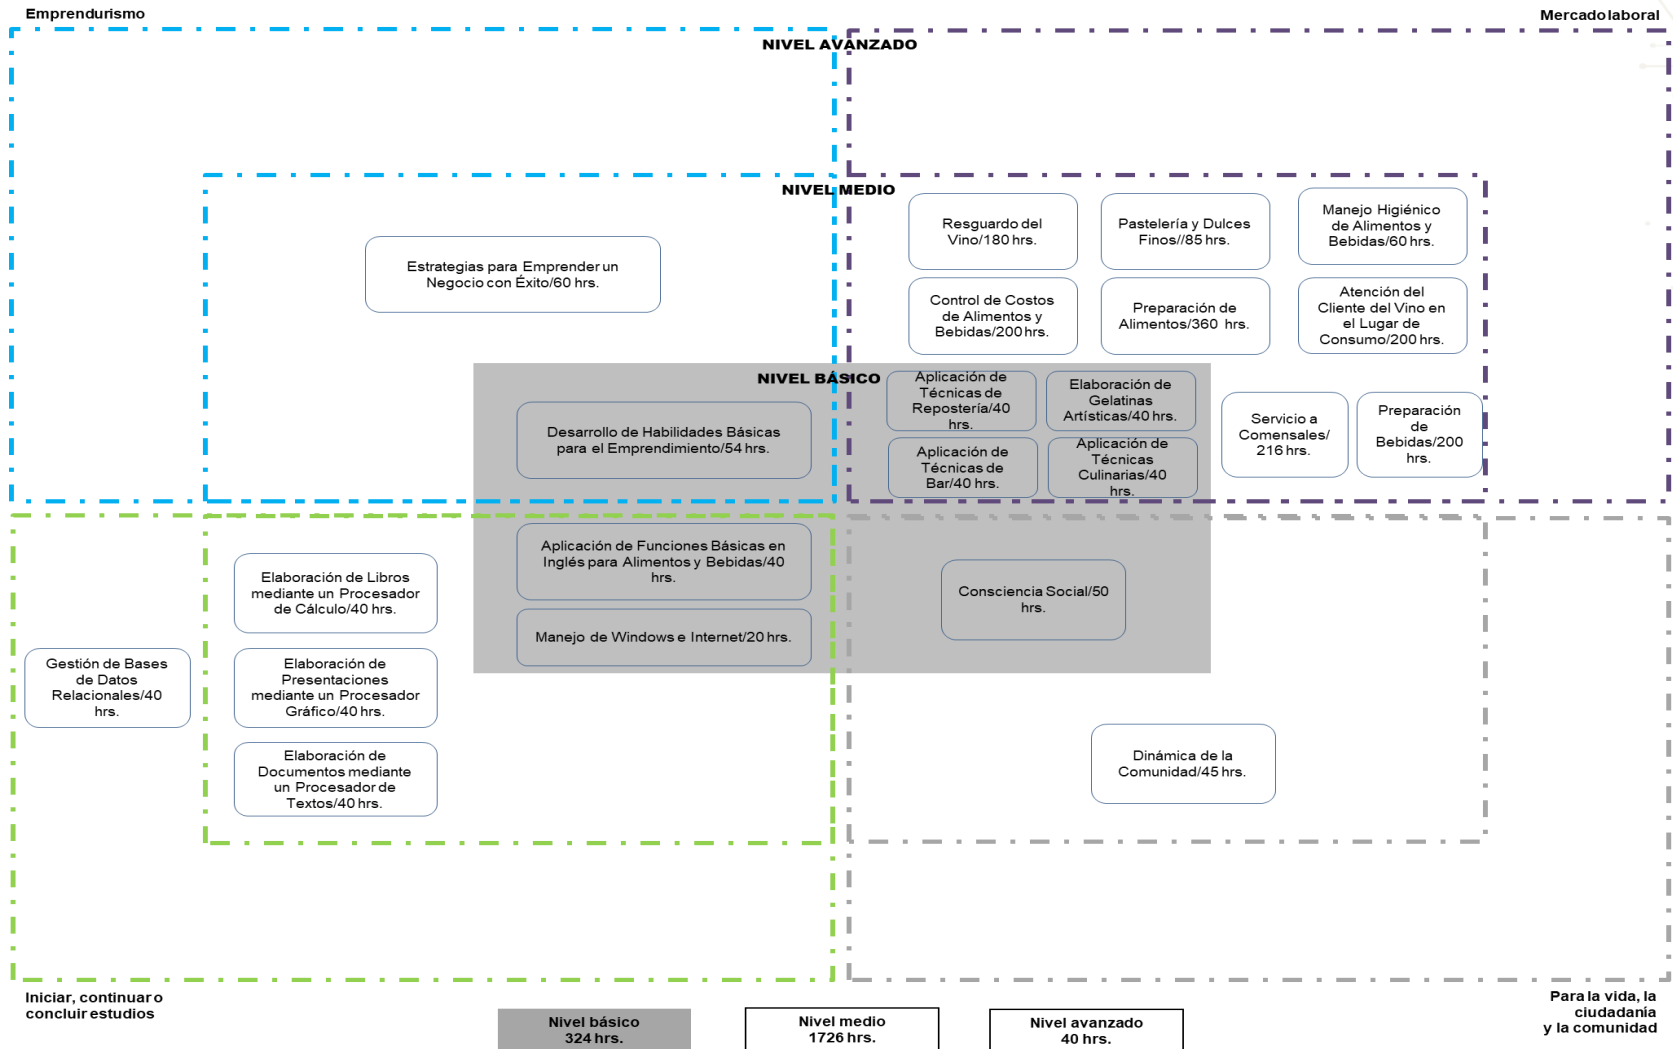 Emprendurismo
Mercado laboral
NIVEL AVANZADO
NIVEL MEDIO
Estrategias para Emprender un
Negocio con Éxito/60 hrs.
Resguardo del
Vino/180 hrs.
Pastelería y Dulces
Finos//85 hrs.
Manejo Higiénico
de Alimentos y
Bebidas/60 hrs.
Control de Costos
de Alimentos y
Bebidas/200 hrs.
Preparación de
Alimentos/360 hrs.
Atención del
Cliente del Vino en
el Lugar de
Consumo/200 hrs.
NIVEL BÁSICO
Desarrollo de Habilidades Básicas
para el Emprendimiento/54 hrs.
Aplicación de
Técnicas de
Repostería/40
hrs.
Elaboración de
Gelatinas
Artísticas/40 hrs.
Aplicación de
Técnicas de
Bar/40 hrs.
Aplicación de
Técnicas
Culinarias/40
hrs.
Servicio a
Comensales/
216 hrs.
Preparación
de
Bebidas/200
hrs.
Aplicación de Funciones Básicas en
Inglés para Alimentos y Bebidas/40
hrs.
Manejo de Windows e Internet/20 hrs.
Consciencia Social/50
hrs.
Elaboración de Libros
mediante un Procesador
de Cálculo/40 hrs.
Gestión de Bases
de Datos
Relacionales/40
hrs.
Elaboración de
Presentaciones
mediante un Procesador
Gráfico/40 hrs.
Elaboración de
Documentos mediante
un Procesador de
Textos/40 hrs.
Dinámica de la
Comunidad/45 hrs.
Iniciar, continuar o
concluir estudios
Para la vida, la
ciudadanía
y la comunidad
Nivel básico
324 hrs.
Nivel medio
1726 hrs.
Nivel avanzado
40 hrs.